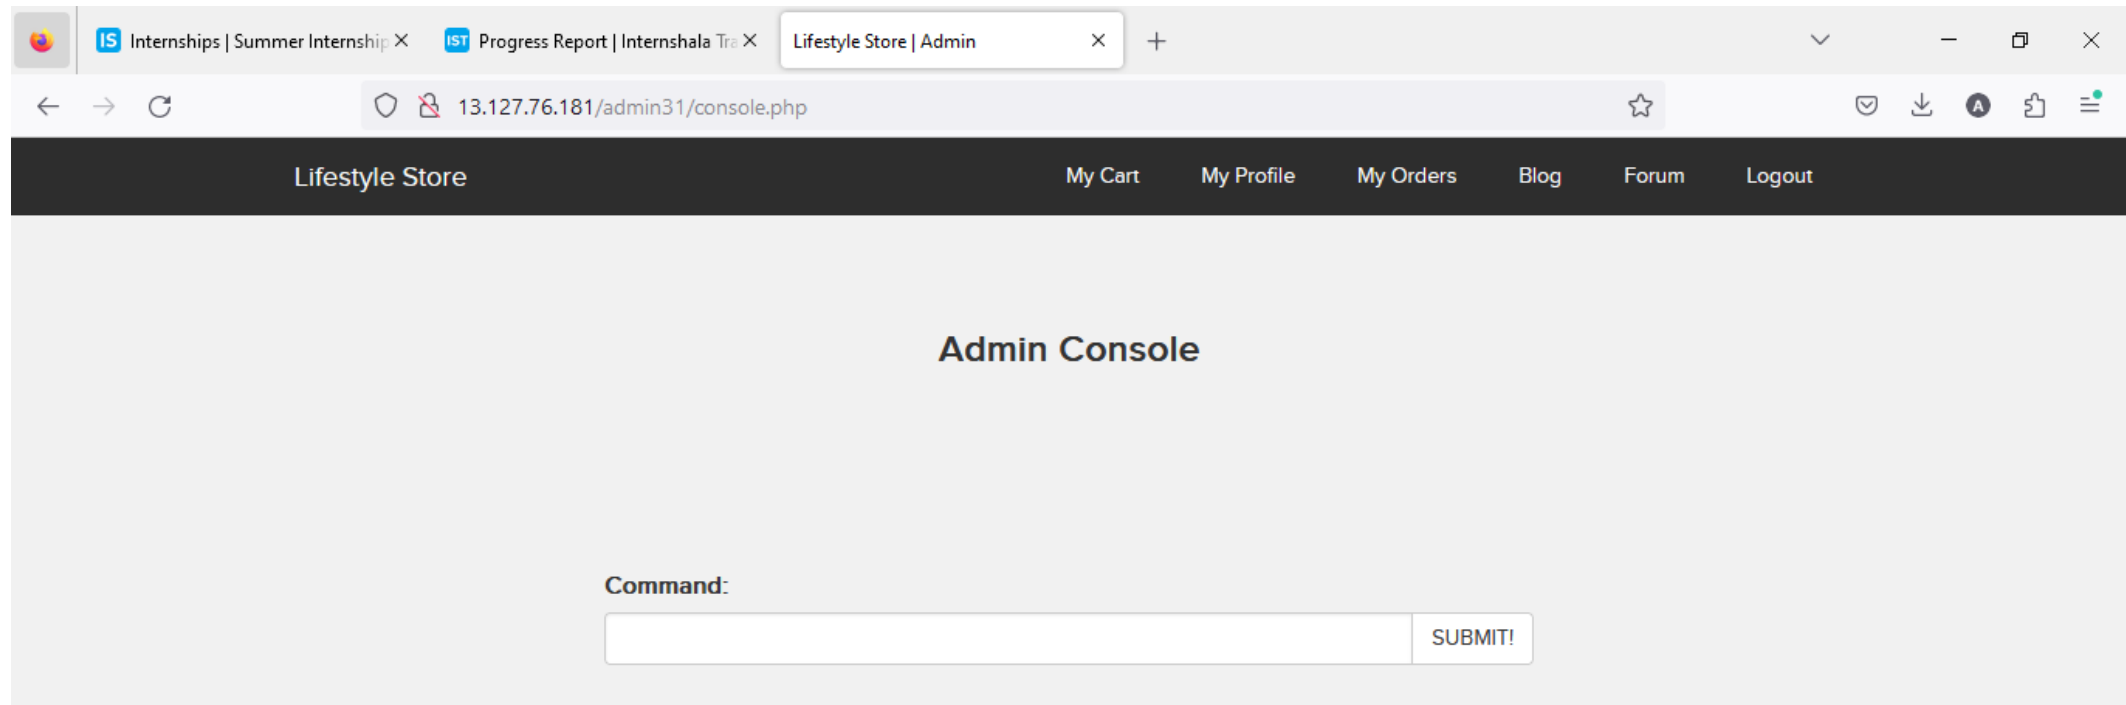 IS Internships | Summer Internship IST Progress Report | Internshala Tra Lifestyle Store | Admin
13.127.76.181/admin31/console.php A
Lifestyle Store My Cart My Profile My Orders Blog Forum Logout
Admin Console
Command:
SUBMIT!